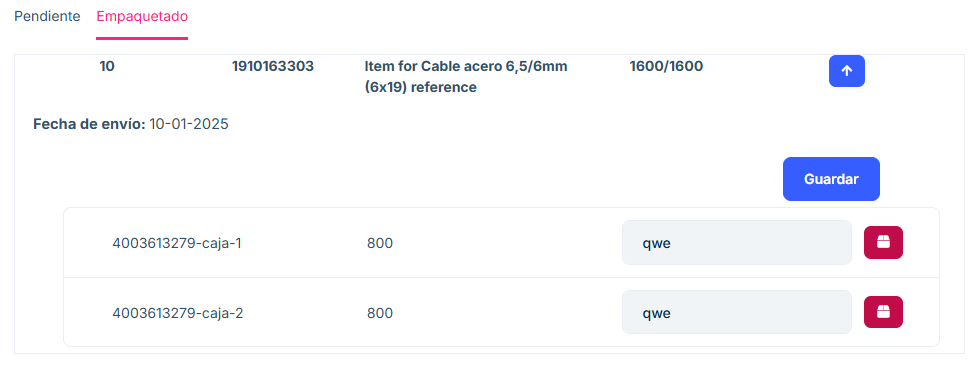 Pendiente Empaquetado
10 1910163303 Item for Cable acero 6,5/6mm 1600/1600
(6x19) reference
Fecha de envío: 10-01-2025
Guardar
4003613279-caja-1 800 qwe
4003613279-caja-2 800 qwe